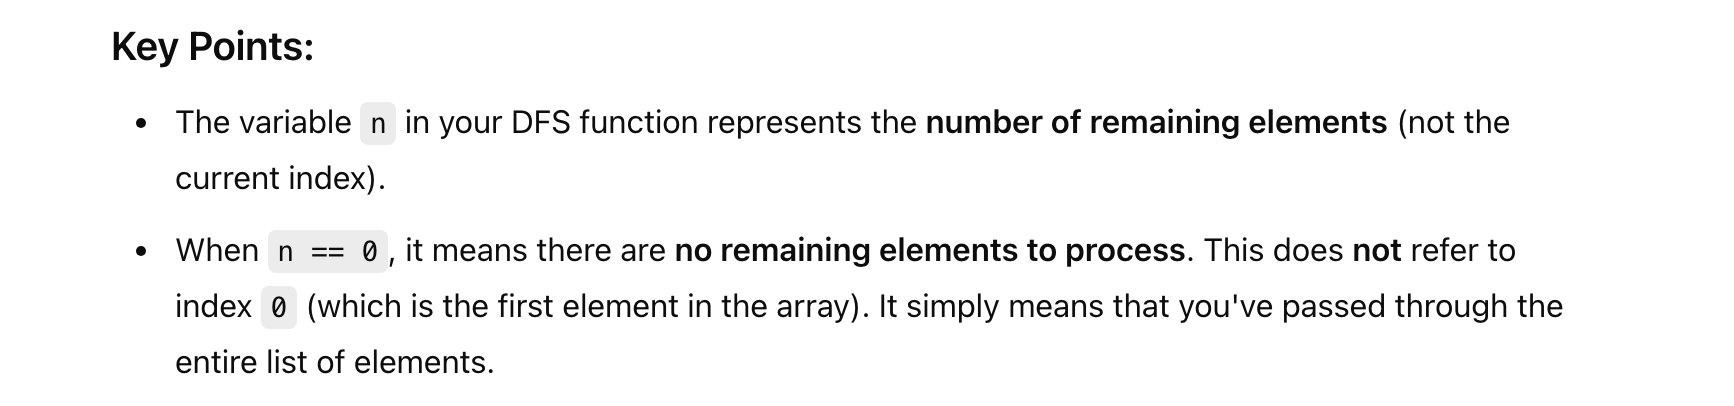 Key Points:
• The variable n in your DFS function represents the number of remaining elements (not the
current index).
• When n == 0, it means there are no remaining elements to process. This does not refer to
index 0 (which is the first element in the array). It simply means that you've passed through the
entire list of elements.